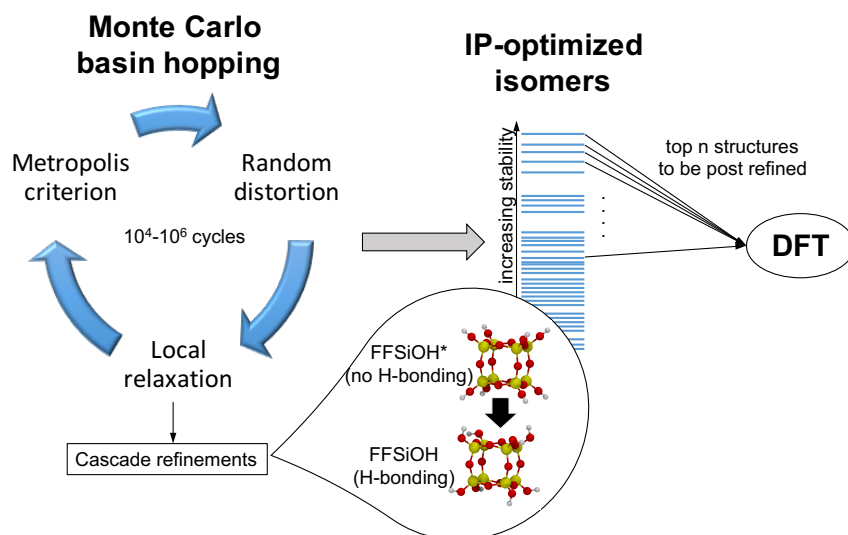 Monte Carlo
basin hopping
Metropolis
criterion
Random
distortion
10⁴-10⁶ cycles
Local
relaxation
Cascade refinements
IP-optimized
isomers
increasing stability
top n structures
to be post refined
DFT
FFSiOH*
(no H-bonding)
FFSiOH
(H-bonding)